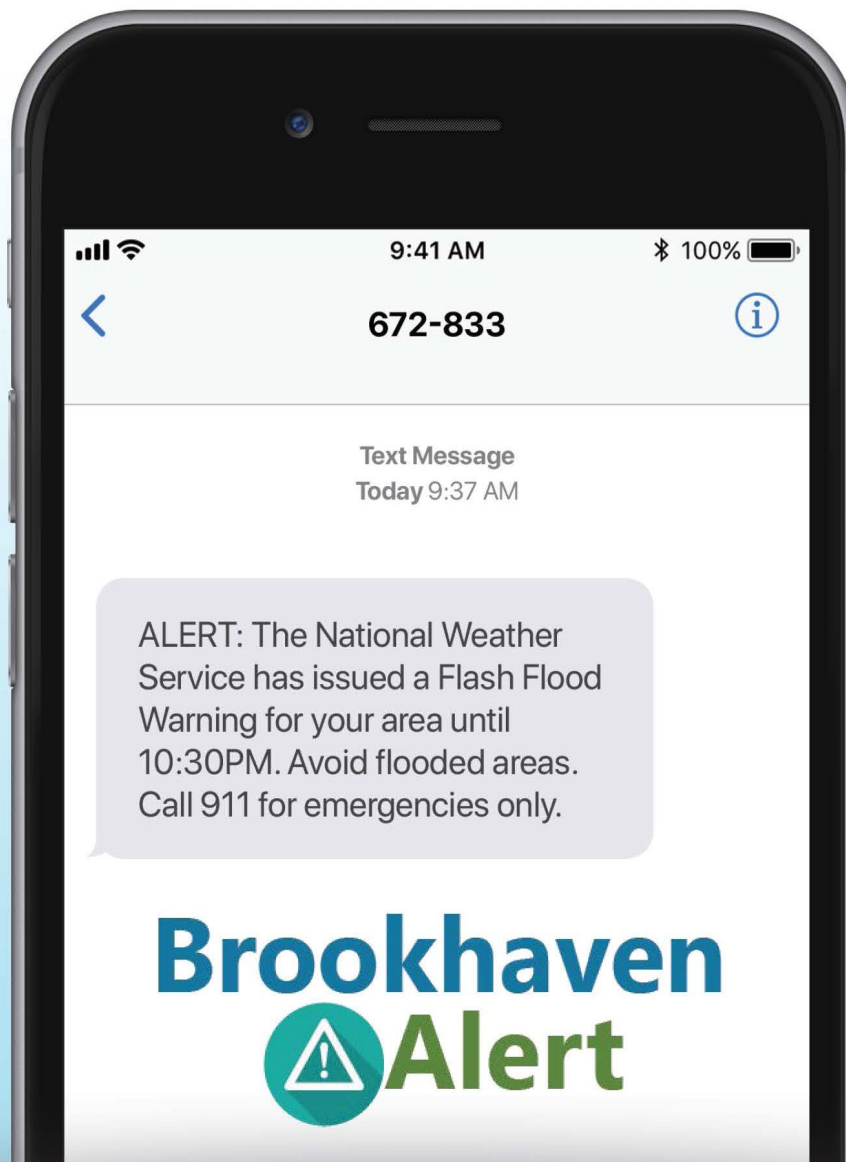 9:41 AM
100%
672-833
Text Message
Today 9:37 AM
ALERT: The National Weather
Service has issued a Flash Flood
Warning for your area until
10:30PM. Avoid flooded areas.
Call 911 for emergencies only.
Brookhaven
Alert